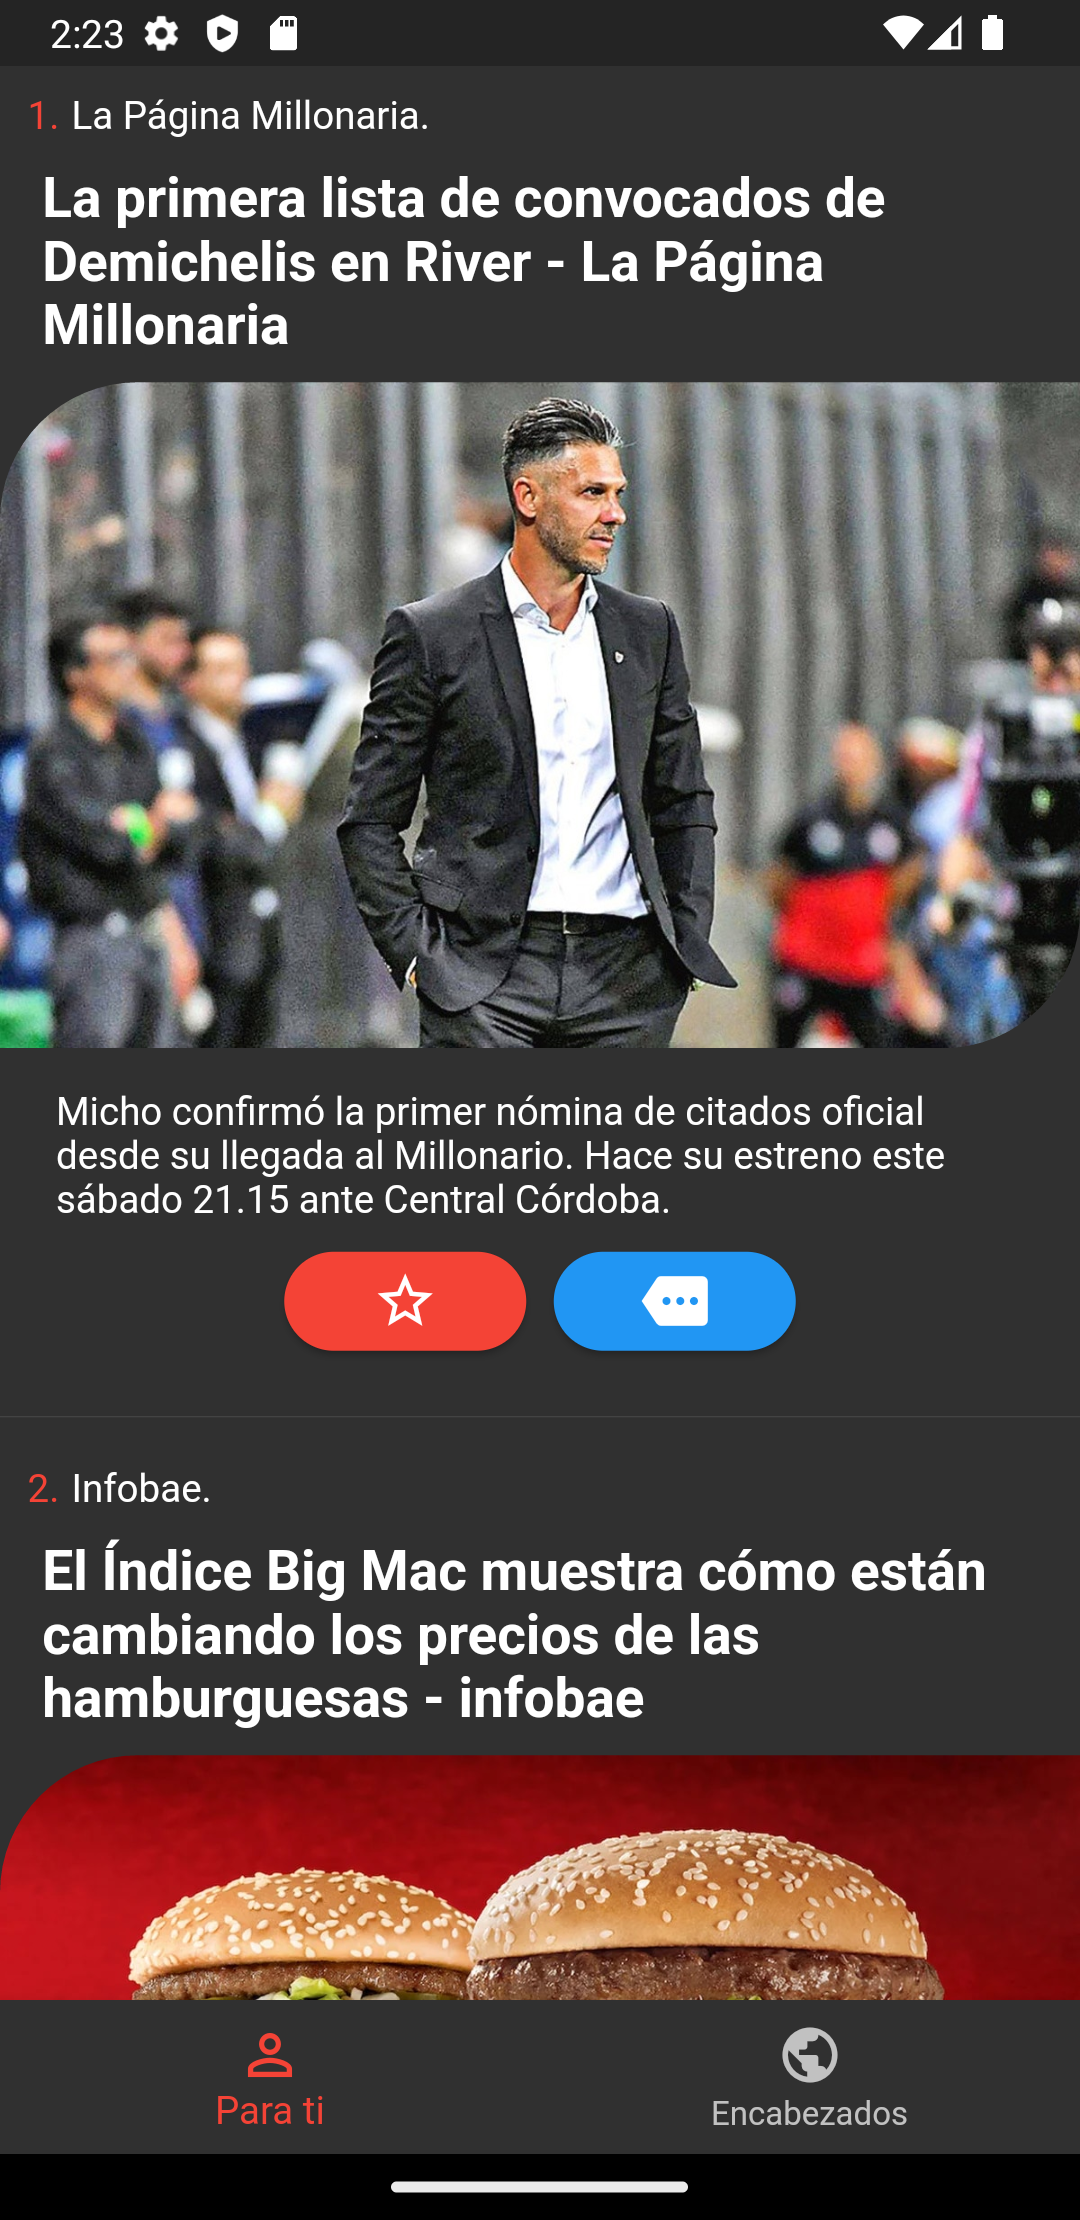 2:23
1. La Página Millonaria.
La primera lista de convocados de
Demichelis en River - La Página
Millonaria
Micho confirmó la primer nómina de citados oficial
desde su llegada al Millonario. Hace su estreno este
sábado 21.15 ante Central Córdoba.
2. Infobae.
El Índice Big Mac muestra cómo están
cambiando los precios de las
hamburguesas - infobae
Para ti
Encabezados